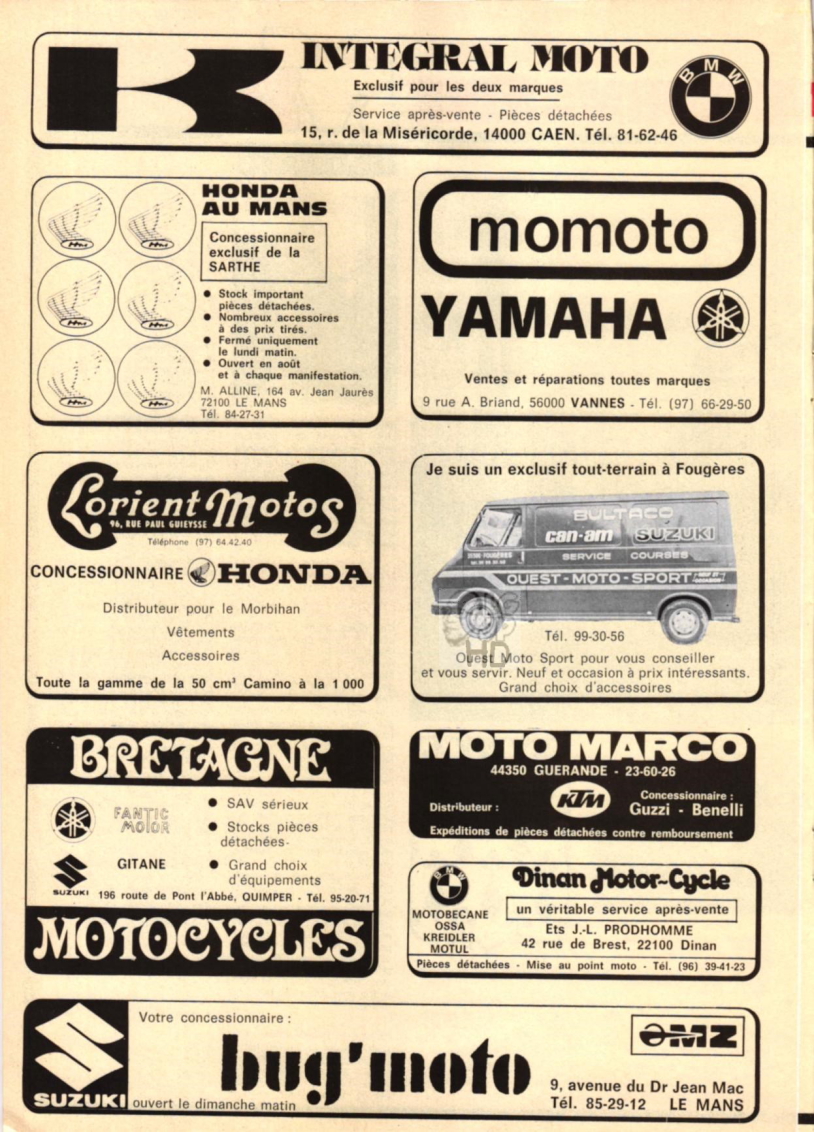 INTEGRAL MOTO
Exclusif pour les deux marques
Service après-vente - Pièces détachées
15, r. de la Miséricorde, 14000 CAEN. Tél. 81-62-46
BMW
HONDA
AU MANS
Concessionnaire
exclusif de la
SARTHE
● Stock important
pièces détachées.
● Nombreux accessoires
à des prix tirés.
● Fermé uniquement
le lundi matin.
● Ouvert en août
et à chaque manifestation.
M. ALLINE, 164 av. Jean Jaurès
72100 LE MANS
Tél. 84-27-31
momoto
YAMAHA
Ventes et réparations toutes marques
9 rue A. Briand, 56000 VANNES - Tél. (97) 66-29-50
Lorient Motos
96, RUE PAUL GUIEYSSE
Téléphone (97) 64.42.40
CONCESSIONNAIRE HONDA
Distributeur pour le Morbihan
Vêtements
Accessoires
Toute la gamme de la 50 cm³ Camino à la 1 000
Je suis un exclusif tout-terrain à Fougères
BULTACO
can-am SUZUKI
SERVICE COURSES
OUEST-MOTO-SPORT
Tél. 99-30-56
HD
Ouest Moto Sport pour vous conseiller
et vous servir. Neuf et occasion à prix intéressants.
Grand choix d'accessoires
BRETAGNE
FANTIC
MOTOR
● SAV sérieux
● Stocks pièces
détachées-
GITANE
● Grand choix
d'équipements
SUZUKI
196 route de Pont l'Abbé, QUIMPER - Tél. 95-20-71
MOTOCYCLES
MOTO MARCO
44350 GUERANDE - 23-60-26
Distributeur :
KTM
Concessionnaire :
Guzzi - Benelli
Expéditions de pièces détachées contre remboursement
BMW
MOTOBECANE
OSSA
KREIDLER
MOTUL
Dinan Motor-Cycle
un véritable service après-vente
Ets J.-L. PRODHOMME
42 rue de Brest, 22100 Dinan
Pièces détachées - Mise au point moto - Tél. (96) 39-41-23
SUZUKI
Votre concessionnaire :
bug'moto
ouvert le dimanche matin
MZ
9, avenue du Dr Jean Mac
Tél. 85-29-12 LE MANS